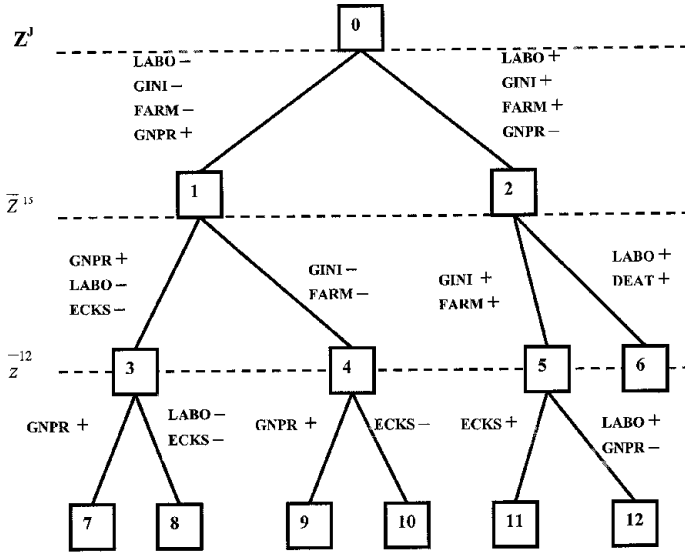 0
Z^J
LABO −
GINI −
FARM −
GNPR +
LABO +
GINI +
FARM +
GNPR −
1
2
Z̅ ¹⁵
GNPR +
LABO −
ECKS −
GINI −
FARM −
GINI +
FARM +
LABO +
DEAT +
z̅ ¹²
3
4
5
6
GNPR +
LABO −
ECKS −
GNPR +
ECKS −
ECKS +
LABO +
GNPR −
7
8
9
10
11
12